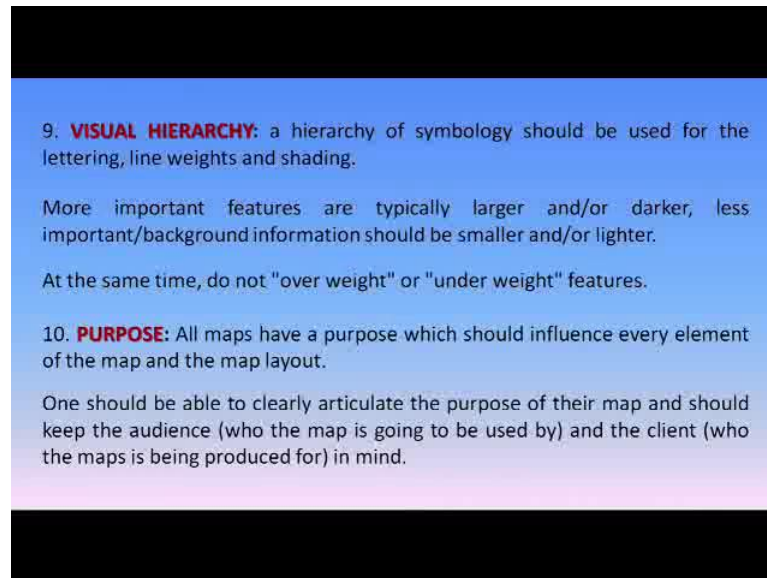 9. VISUAL HIERARCHY: a hierarchy of symbology should be used for the
lettering, line weights and shading.
More important features are typically larger and/or darker, less
important/background information should be smaller and/or lighter.
At the same time, do not "over weight" or "under weight" features.
10. PURPOSE: All maps have a purpose which should influence every element
of the map and the map layout.
One should be able to clearly articulate the purpose of their map and should
keep the audience (who the map is going to be used by) and the client (who
the maps is being produced for) in mind.